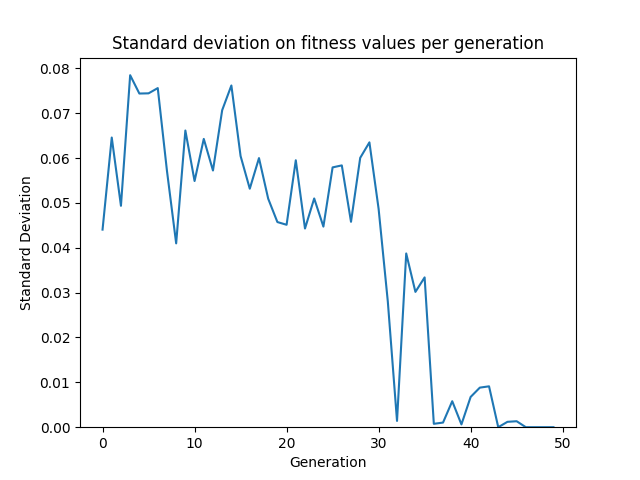 Standard deviation on fitness values per generation
0.08
0.07
0.06
0.05
0.04
0.03
0.02
0.01
0.00
Standard Deviation
0 10 20 30 40 50
Generation